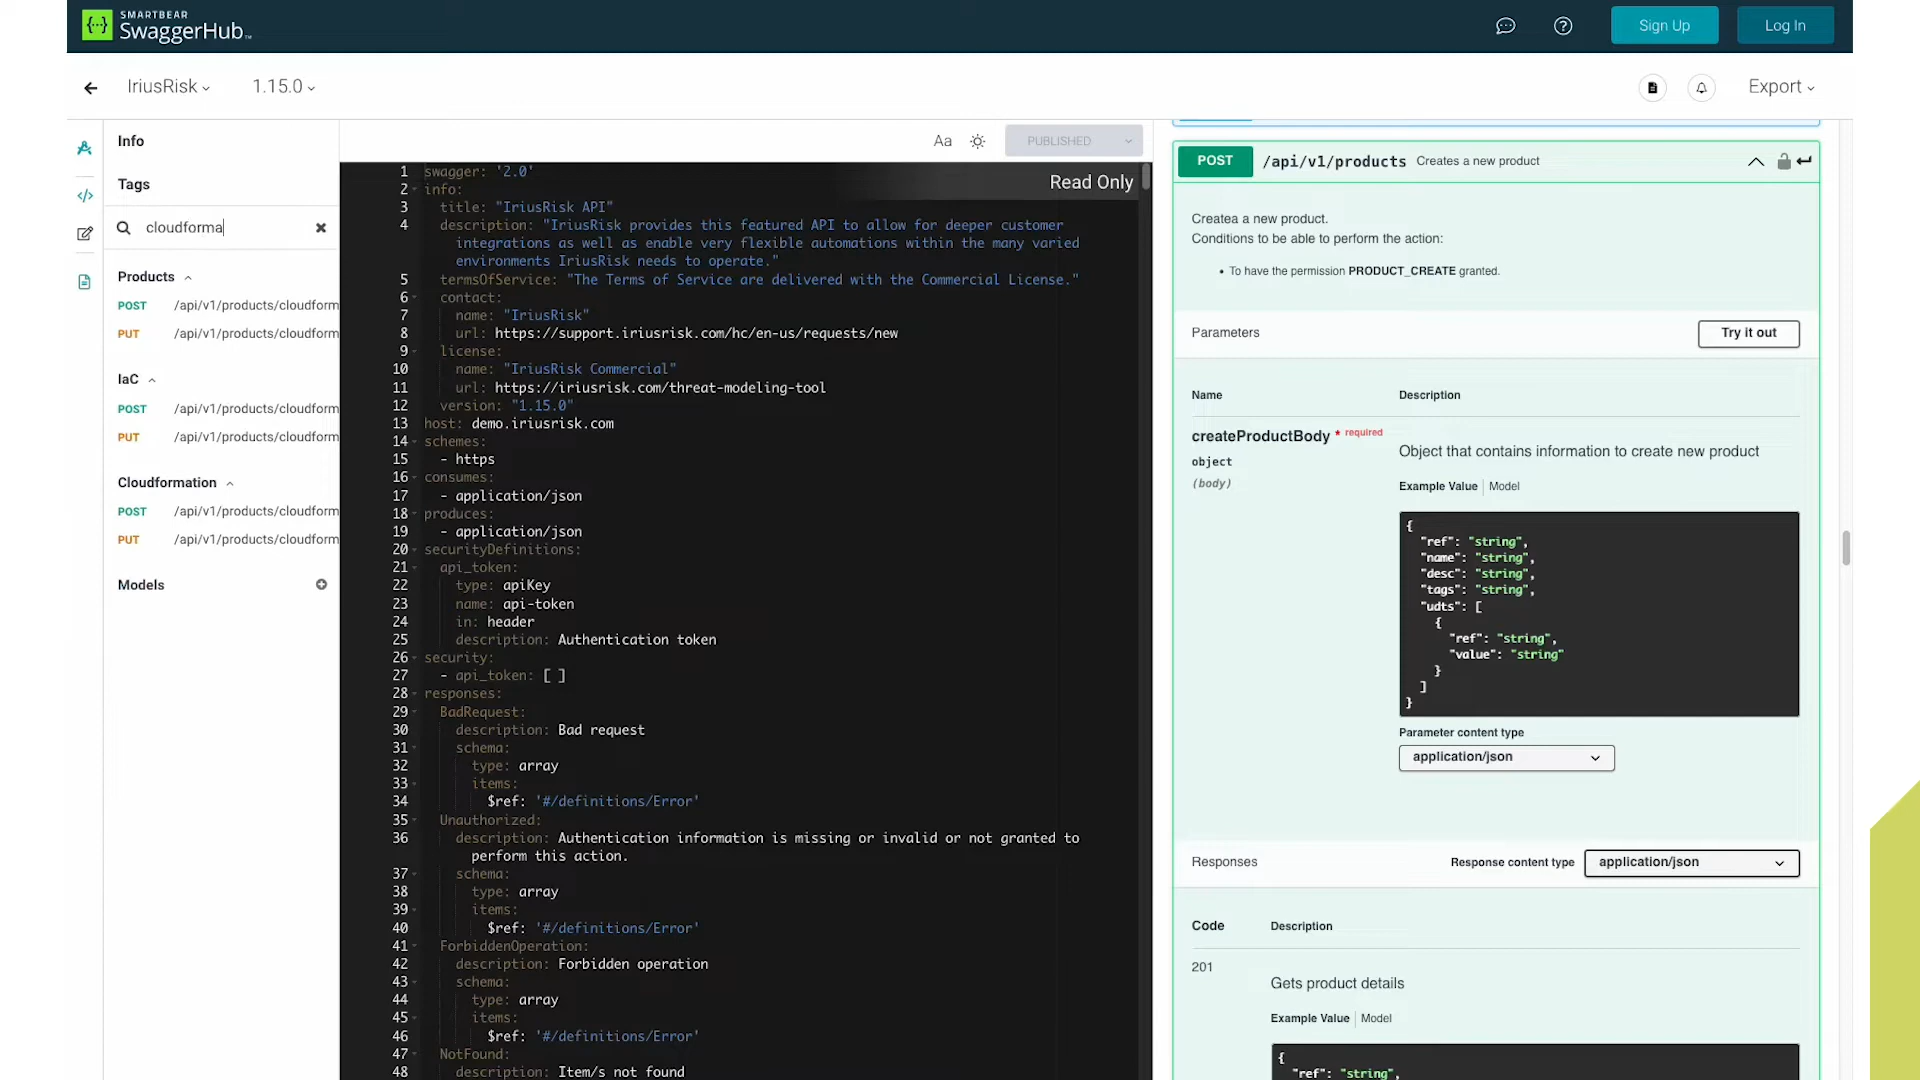 SMARTBEAR
SwaggerHub™
Sign Up
Log In
IriusRisk
1.15.0
Export
Info
Tags
cloudforma
Products
POST /api/v1/products/cloudform
PUT /api/v1/products/cloudform
IaC
POST /api/v1/products/cloudform
PUT /api/v1/products/cloudform
Cloudformation
POST /api/v1/products/cloudform
PUT /api/v1/products/cloudform
Models
Aa
PUBLISHED
Read Only
1 swagger: '2.0'
2 info:
3 title: "IriusRisk API"
4 description: "IriusRisk provides this featured API to allow for deeper customer
integrations as well as enable very flexible automations within the many varied
environments IriusRisk needs to operate."
5 termsOfService: "The Terms of Service are delivered with the Commercial License."
6 contact:
7 name: "IriusRisk"
8 url: https://support.iriusrisk.com/hc/en-us/requests/new
9 license:
10 name: "IriusRisk Commercial"
11 url: https://iriusrisk.com/threat-modeling-tool
12 version: "1.15.0"
13 host: demo.iriusrisk.com
14 schemes:
15 - https
16 consumes:
17 - application/json
18 produces:
19 - application/json
20 securityDefinitions:
21 api_token:
22 type: apiKey
23 name: api-token
24 in: header
25 description: Authentication token
26 security:
27 - api_token: [ ]
28 responses:
29 BadRequest:
30 description: Bad request
31 schema:
32 type: array
33 items:
34 $ref: '#/definitions/Error'
35 Unauthorized:
36 description: Authentication information is missing or invalid or not granted to
perform this action.
37 schema:
38 type: array
39 items:
40 $ref: '#/definitions/Error'
41 ForbiddenOperation:
42 description: Forbidden operation
43 schema:
44 type: array
45 items:
46 $ref: '#/definitions/Error'
47 NotFound:
48 description: Item/s not found
POST /api/v1/products Creates a new product
Createa a new product.
Conditions to be able to perform the action:
• To have the permission PRODUCT_CREATE granted.
Parameters
Try it out
Name Description
createProductBody * required
object
(body)
Object that contains information to create new product
Example Value Model
{
"ref": "string",
"name": "string",
"desc": "string",
"tags": "string",
"udts": [
{
"ref": "string",
"value": "string"
}
]
}
Parameter content type
application/json
Responses
Response content type application/json
Code Description
201
Gets product details
Example Value Model
{
"ref": "string",